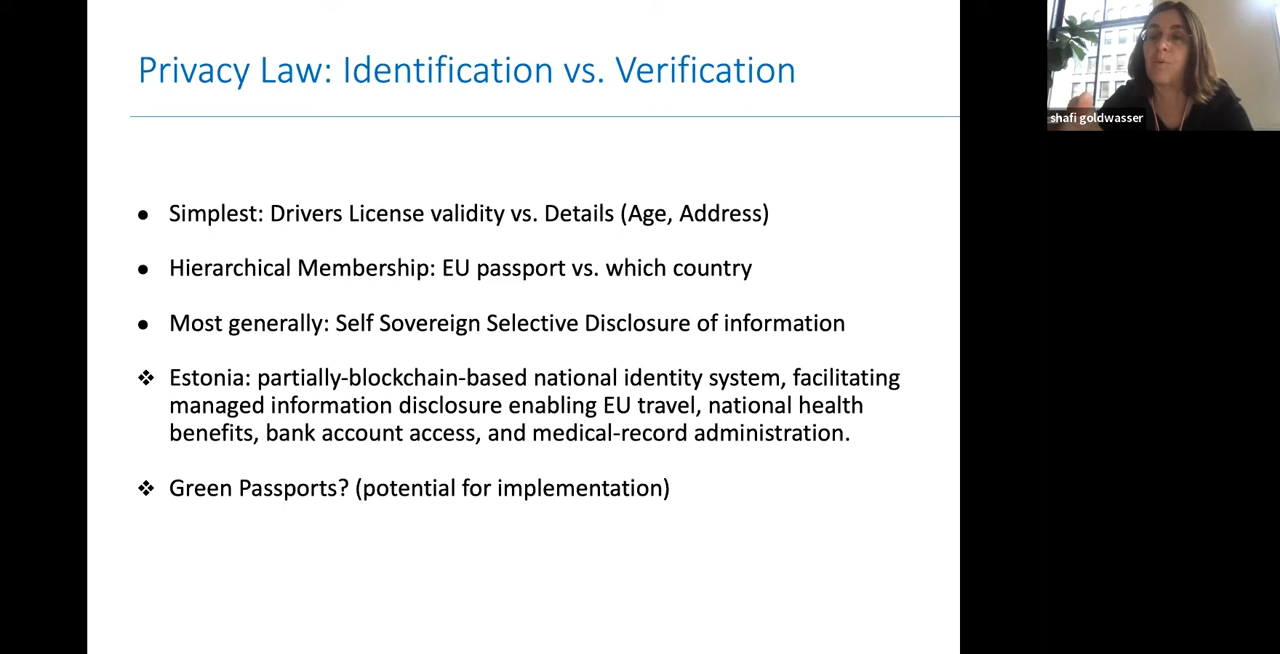 Privacy Law: Identification vs. Verification
shafi goldwasser
● Simplest: Drivers License validity vs. Details (Age, Address)
● Hierarchical Membership: EU passport vs. which country
● Most generally: Self Sovereign Selective Disclosure of information
❖ Estonia: partially-blockchain-based national identity system, facilitating
managed information disclosure enabling EU travel, national health
benefits, bank account access, and medical-record administration.
❖ Green Passports? (potential for implementation)